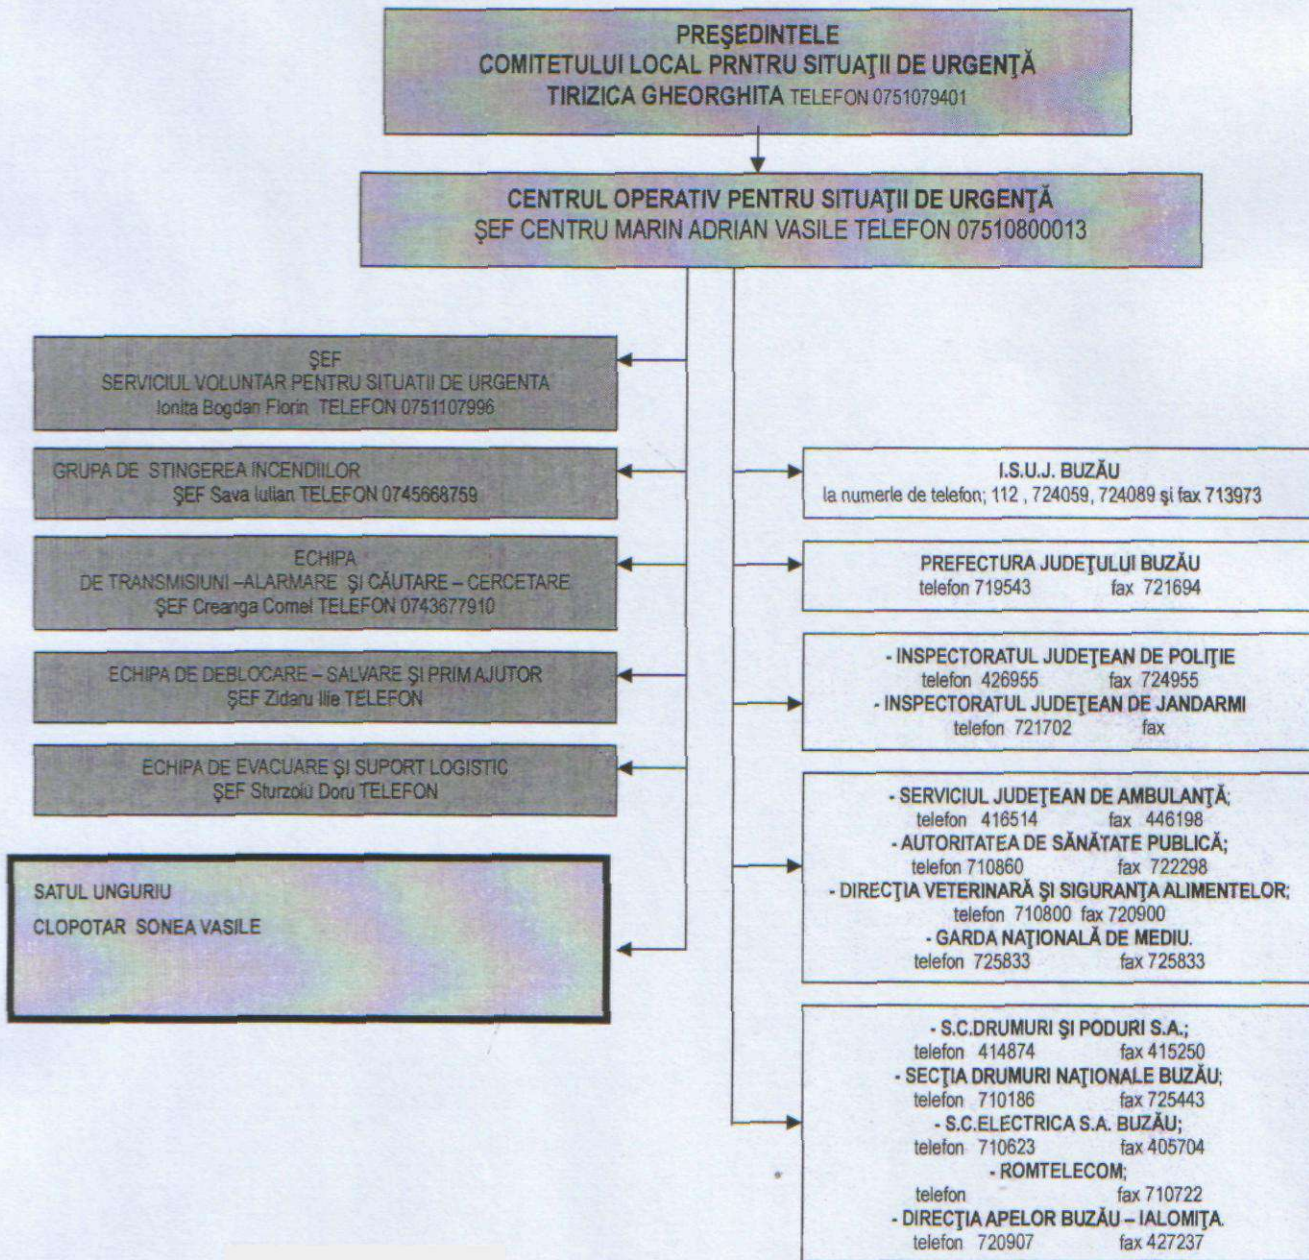 PREŞEDINTELE
COMITETULUI LOCAL PRNTRU SITUAŢII DE URGENŢĂ
TIRIZICA GHEORGHITA TELEFON 0751079401
CENTRUL OPERATIV PENTRU SITUAŢII DE URGENŢĂ
ŞEF CENTRU MARIN ADRIAN VASILE TELEFON 07510800013
ŞEF
SERVICIUL VOLUNTAR PENTRU SITUATII DE URGENTA
Ionita Bogdan Florin TELEFON 0751107996
GRUPA DE STINGEREA INCENDIILOR
ŞEF Sava Iulian TELEFON 0745668759
ECHIPA
DE TRANSMISIUNI –ALARMARE ŞI CĂUTARE – CERCETARE
ŞEF Creanga Cornel TELEFON 0743677910
ECHIPA DE DEBLOCARE – SALVARE ŞI PRIM AJUTOR
ŞEF Zidaru Ilie TELEFON
ECHIPA DE EVACUARE ŞI SUPORT LOGISTIC
ŞEF Sturzoiu Doru TELEFON
SATUL UNGURIU
CLOPOTAR SONEA VASILE
I.S.U.J. BUZĂU
la numerle de telefon; 112 , 724059, 724089 şi fax 713973
PREFECTURA JUDEŢULUI BUZĂU
telefon 719543 fax 721694
- INSPECTORATUL JUDEŢEAN DE POLIŢIE
telefon 426955 fax 724955
- INSPECTORATUL JUDEŢEAN DE JANDARMI
telefon 721702 fax
- SERVICIUL JUDEŢEAN DE AMBULANŢĂ;
telefon 416514 fax 446198
- AUTORITATEA DE SĂNĂTATE PUBLICĂ;
telefon 710860 fax 722298
- DIRECŢIA VETERINARĂ ŞI SIGURANŢA ALIMENTELOR;
telefon 710800 fax 720900
- GARDA NAŢIONALĂ DE MEDIU.
telefon 725833 fax 725833
- S.C.DRUMURI ŞI PODURI S.A.;
telefon 414874 fax 415250
- SECŢIA DRUMURI NAŢIONALE BUZĂU;
telefon 710186 fax 725443
- S.C.ELECTRICA S.A. BUZĂU;
telefon 710623 fax 405704
- ROMTELECOM;
telefon fax 710722
- DIRECŢIA APELOR BUZĂU – IALOMIŢA.
telefon 720907 fax 427237